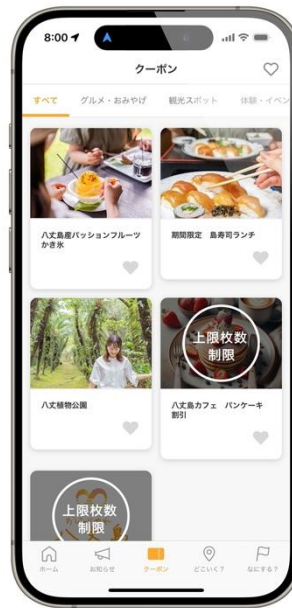 8:00
クーポン
すべて
グルメ・おみやげ
観光スポット
体験・イベン
八丈島産パッションフルーツ
かき氷
期間限定 島寿司ランチ
八丈植物公園
上限枚数
制限
八丈島カフェ パンケーキ
割引
上限枚数
制限
ホーム
お知らせ
クーポン
どこいく?
なにする?